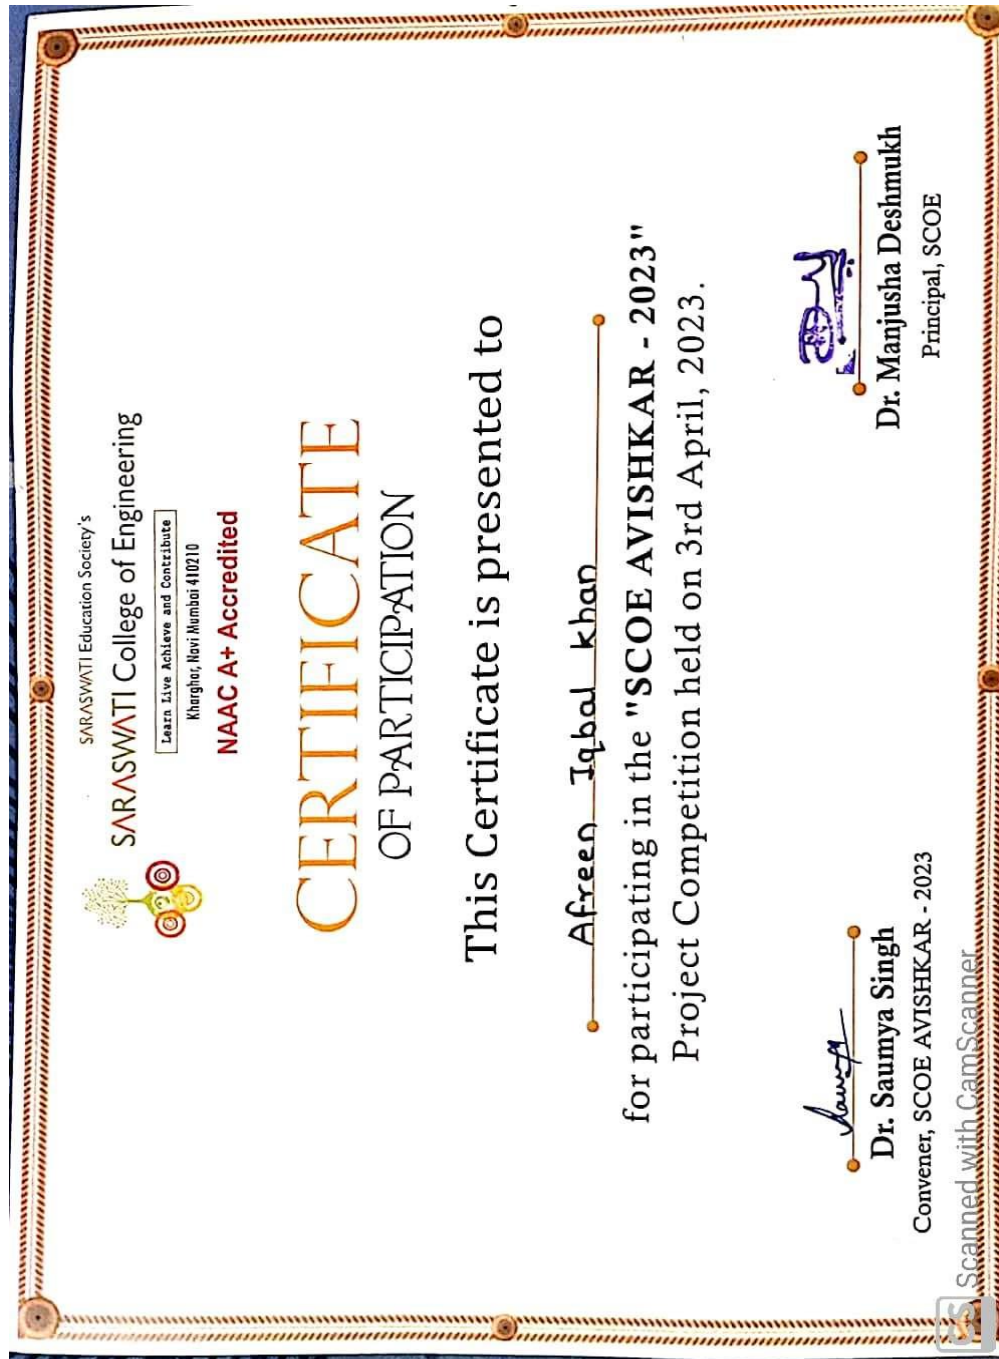 SARASWATI Education Society's
SARASWATI College of Engineering
Learn Live Achieve and Contribute
Kharghar, Navi Mumbai 410210
NAAC A+ Accredited
CERTIFICATE
OF PARTICIPATION
This Certificate is presented to
Afreen Iqbal khan
for participating in the "SCOE AVISHKAR - 2023"
Project Competition held on 3rd April, 2023.
Dr. Saumya Singh
Convener, SCOE AVISHKAR - 2023
Dr. Manjusha Deshmukh
Principal, SCOE
CS Scanned with CamScanner